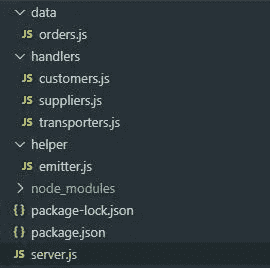 data
JS orders.js
handlers
JS customers.js
JS suppliers.js
JS transporters.js
helper
JS emitter.js
node_modules
{} package-lock.json
{} package.json
JS server.js